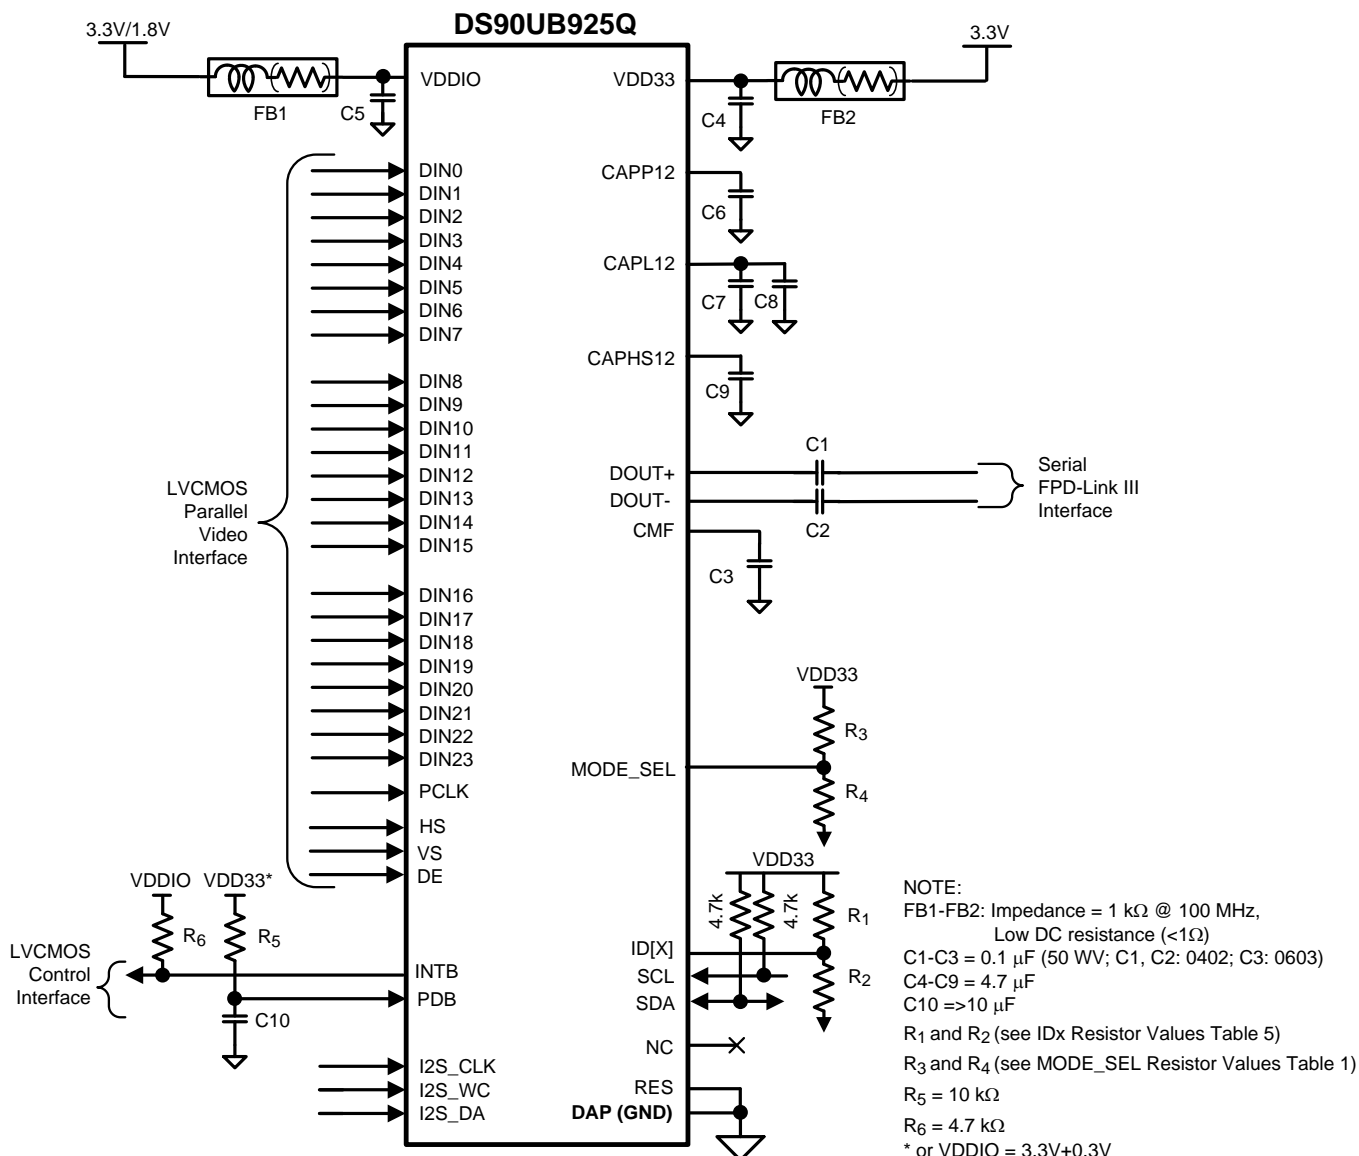 DS90UB925Q
3.3V/1.8V
3.3V
VDDIO
VDD33
FB1
C5
C4
FB2
DIN0
DIN1
DIN2
DIN3
DIN4
DIN5
DIN6
DIN7
DIN8
DIN9
DIN10
DIN11
DIN12
DIN13
DIN14
DIN15
DIN16
DIN17
DIN18
DIN19
DIN20
DIN21
DIN22
DIN23
PCLK
HS
VS
DE
LVCMOS
Parallel
Video
Interface
CAPP12
C6
CAPL12
C7
C8
CAPHS12
C9
C1
DOUT+
DOUT-
C2
CMF
C3
Serial
FPD-Link III
Interface
VDD33
R3
MODE_SEL
R4
VDD33
4.7k
4.7k
R1
ID[X]
SCL
R2
SDA
NC
RES
DAP (GND)
VDDIO
VDD33*
R6
R5
LVCMOS
Control
Interface
INTB
PDB
C10
I2S_CLK
I2S_WC
I2S_DA
NOTE:
FB1-FB2: Impedance = 1 kΩ @ 100 MHz,
Low DC resistance (<1Ω)
C1-C3 = 0.1 μF (50 WV; C1, C2: 0402; C3: 0603)
C4-C9 = 4.7 μF
C10 =>10 μF
R1 and R2 (see IDx Resistor Values Table 5)
R3 and R4 (see MODE_SEL Resistor Values Table 1)
R5 = 10 kΩ
R6 = 4.7 kΩ
* or VDDIO = 3.3V+0.3V